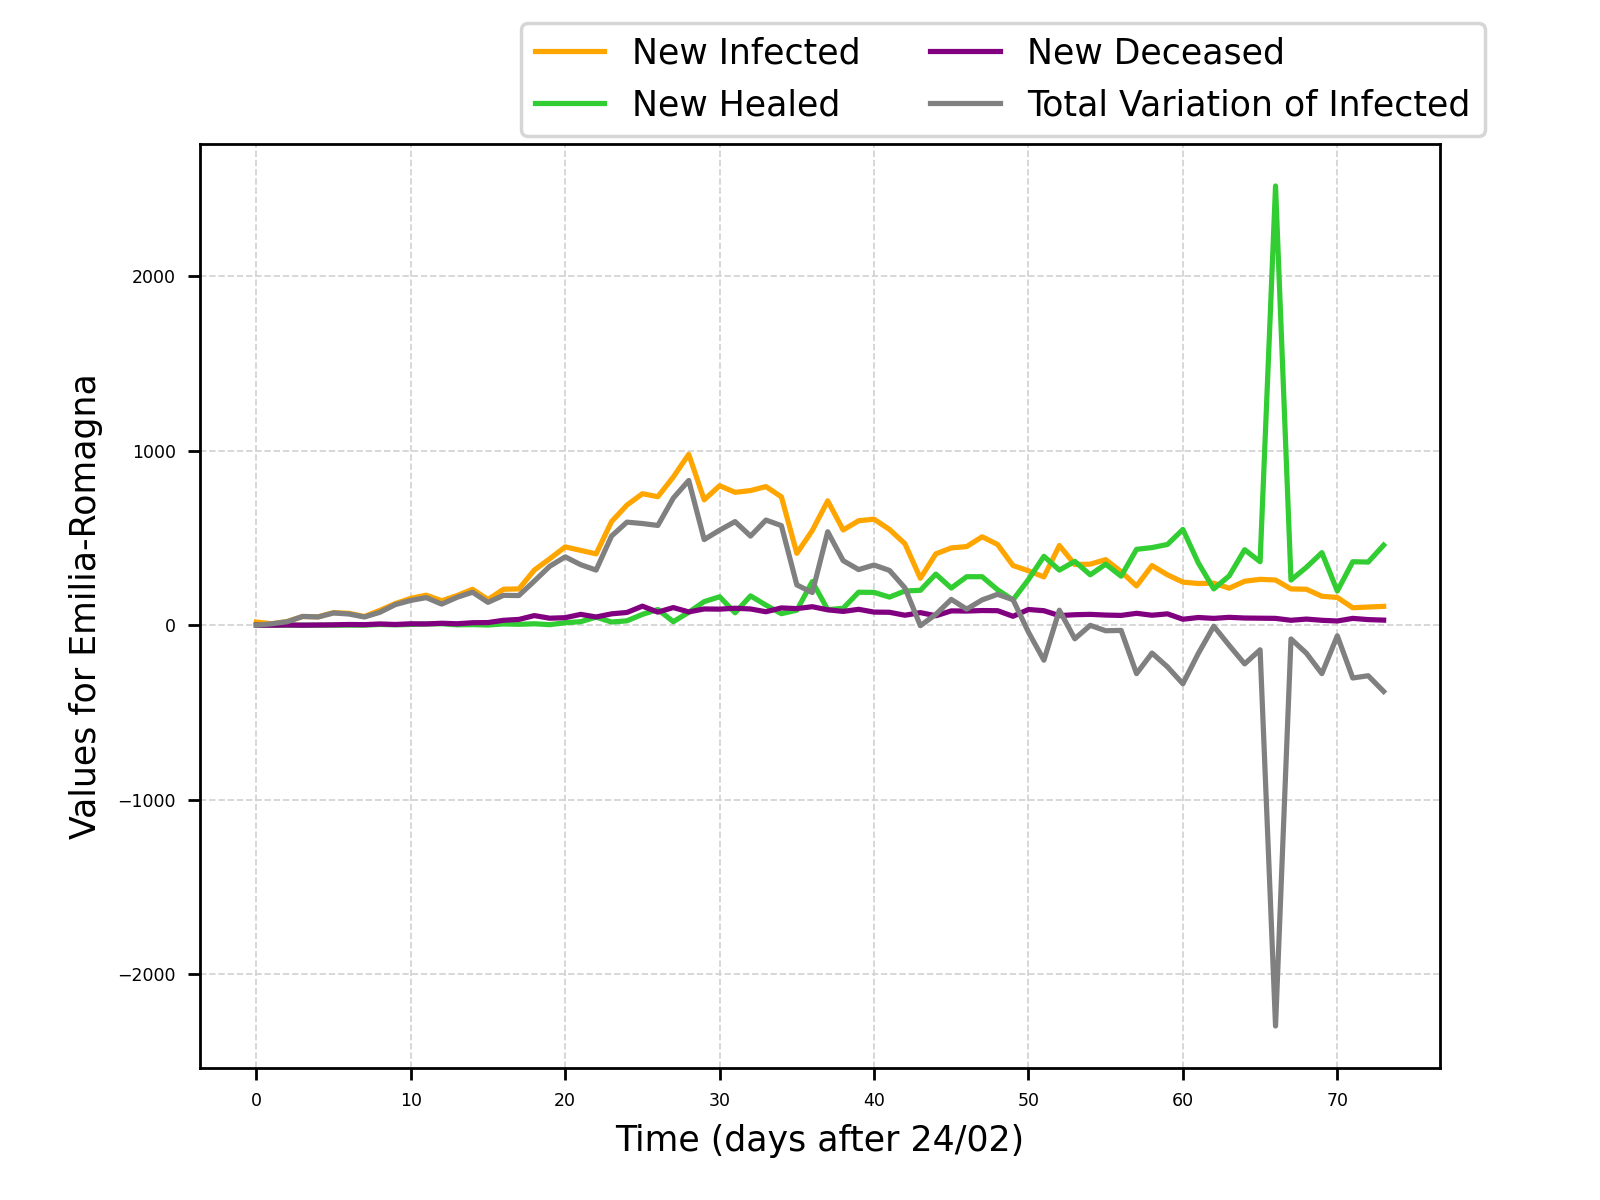 New Infected
New Healed
New Deceased
Total Variation of Infected
Values for Emilia-Romagna
2000
1000
0
−1000
−2000
0 10 20 30 40 50 60 70
Time (days after 24/02)